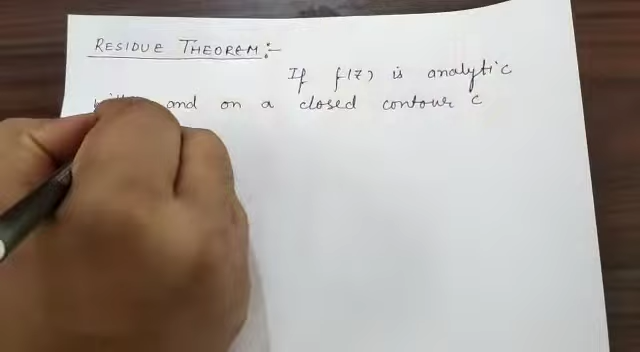 RESIDUE THEOREM :-
If f(z) is analytic
and on a closed contour c